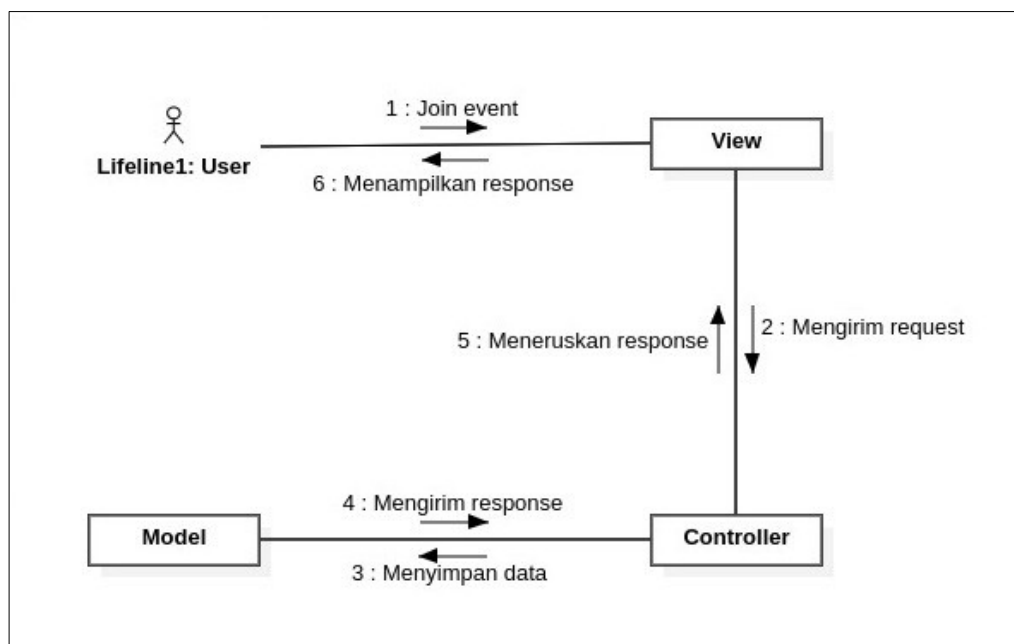 1 : Join event
View
Lifeline1: User
6 : Menampilkan response
2 : Mengirim request
5 : Meneruskan response
4 : Mengirim response
Model
Controller
3 : Menyimpan data